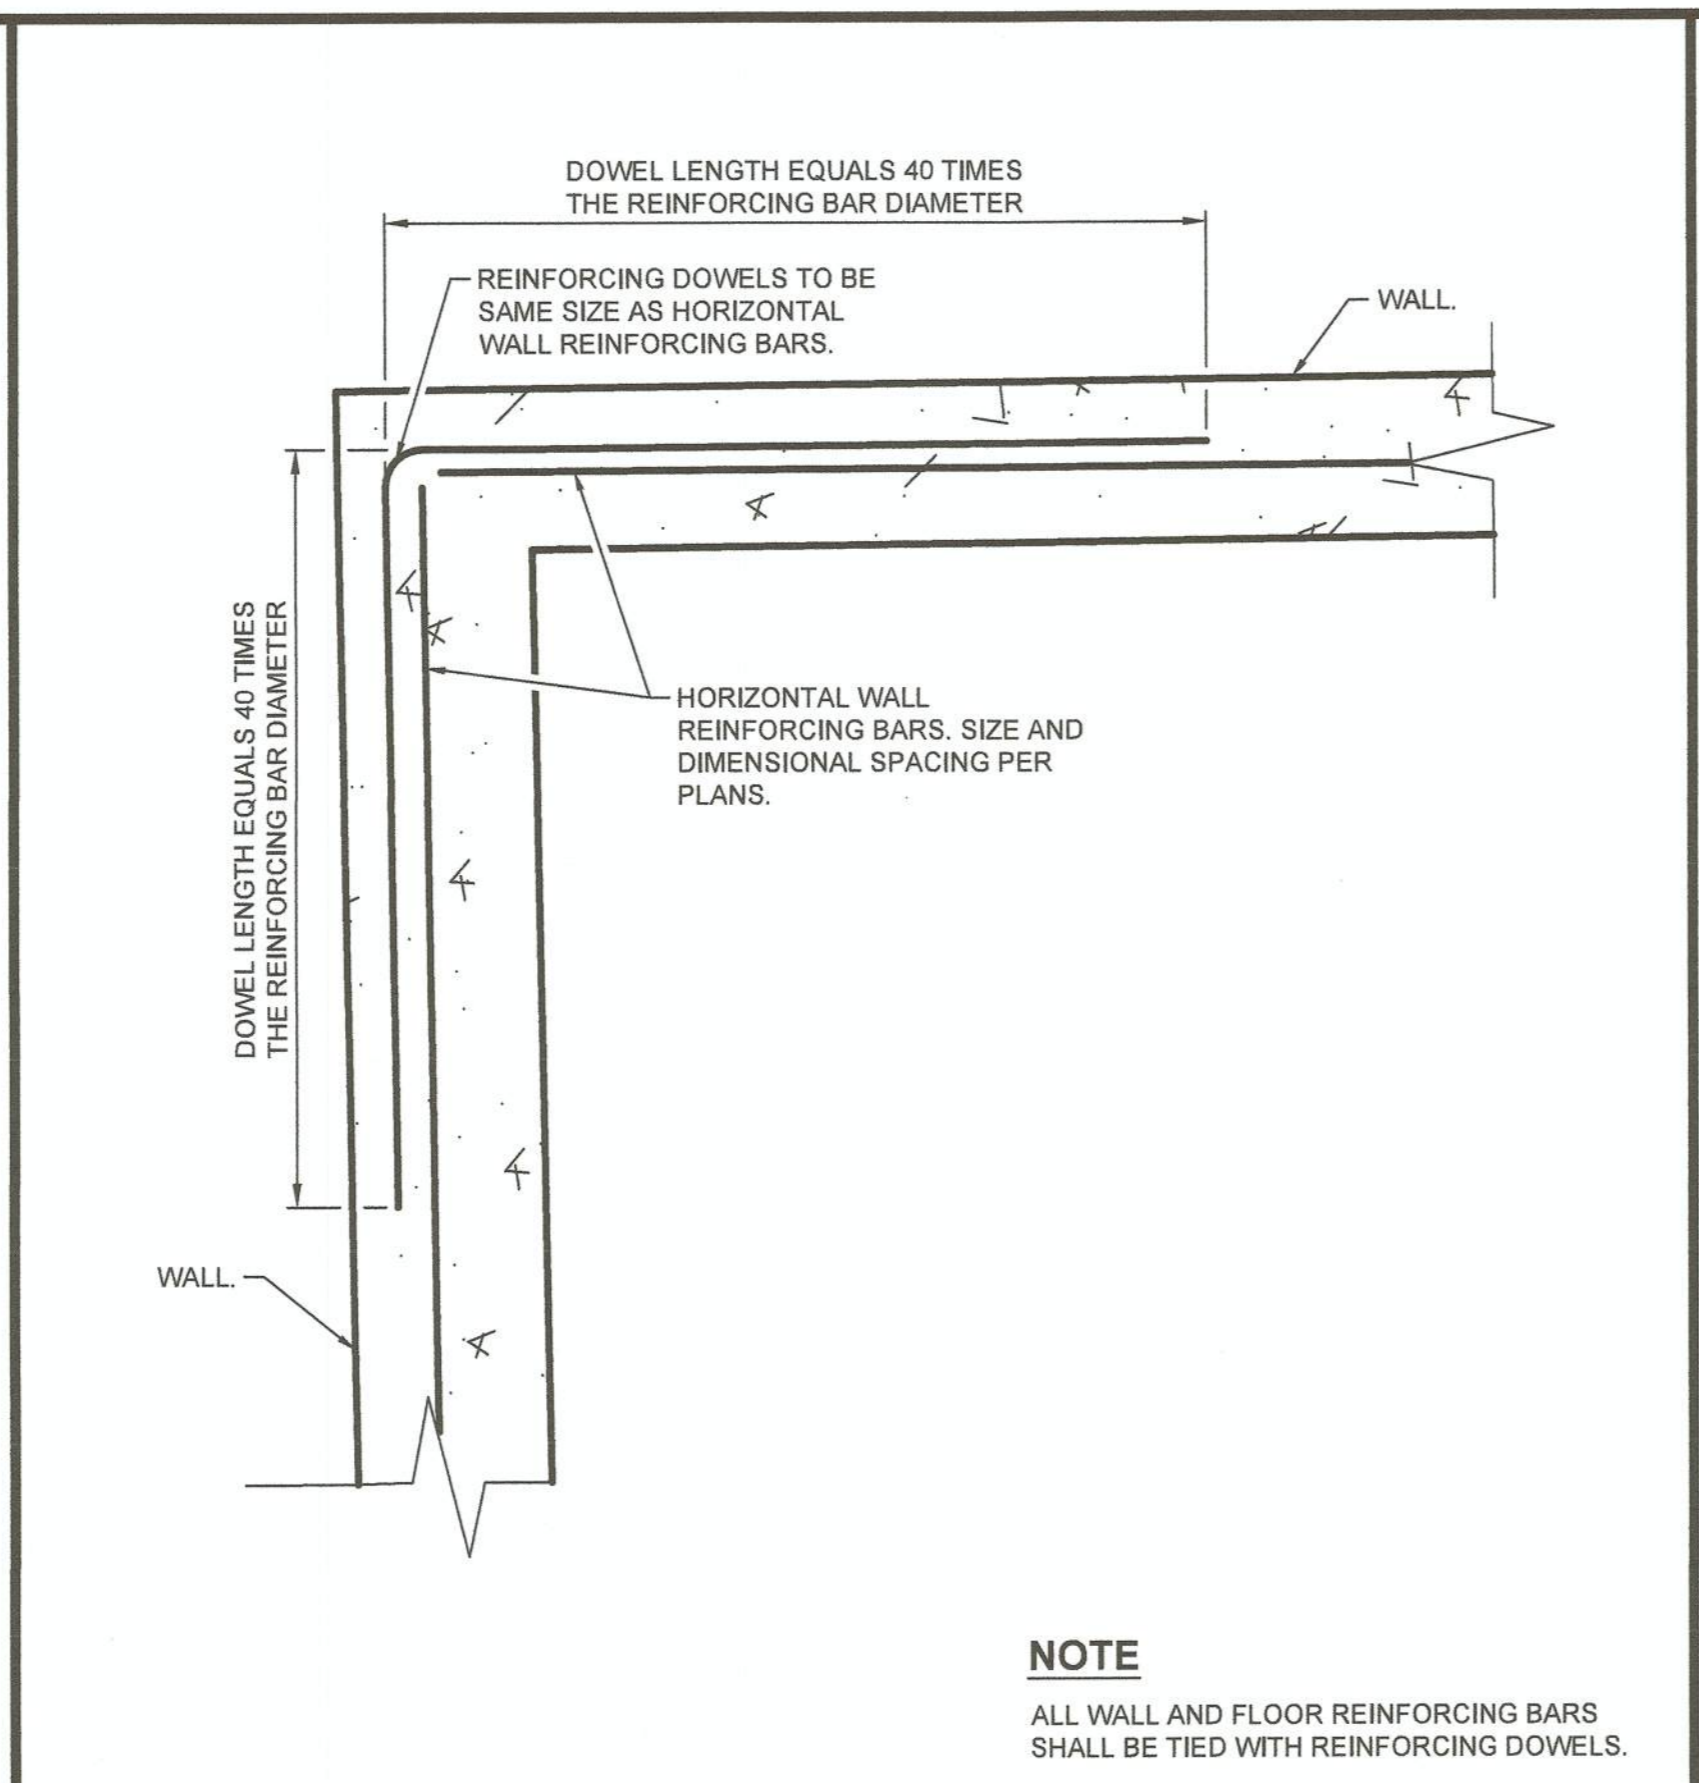 DOWEL LENGTH EQUALS 40 TIMES
THE REINFORCING BAR DIAMETER
REINFORCING DOWELS TO BE
SAME SIZE AS HORIZONTAL
WALL REINFORCING BARS.
WALL.
DOWEL LENGTH EQUALS 40 TIMES
THE REINFORCING BAR DIAMETER
HORIZONTAL WALL
REINFORCING BARS. SIZE AND
DIMENSIONAL SPACING PER
PLANS.
WALL.
NOTE
ALL WALL AND FLOOR REINFORCING BARS
SHALL BE TIED WITH REINFORCING DOWELS.